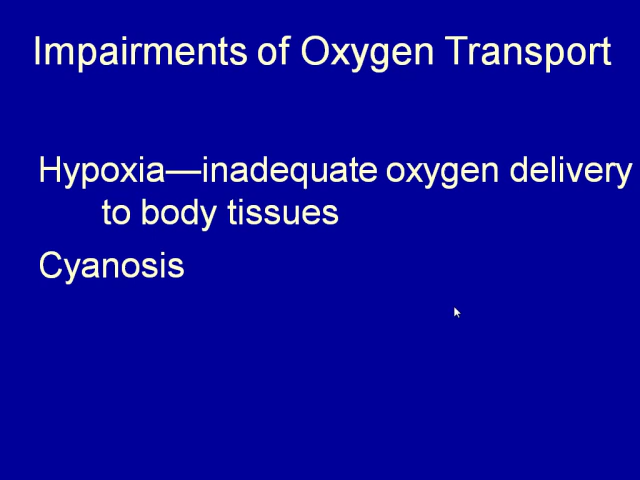 Impairments of Oxygen Transport
Hypoxia—inadequate oxygen delivery
to body tissues
Cyanosis